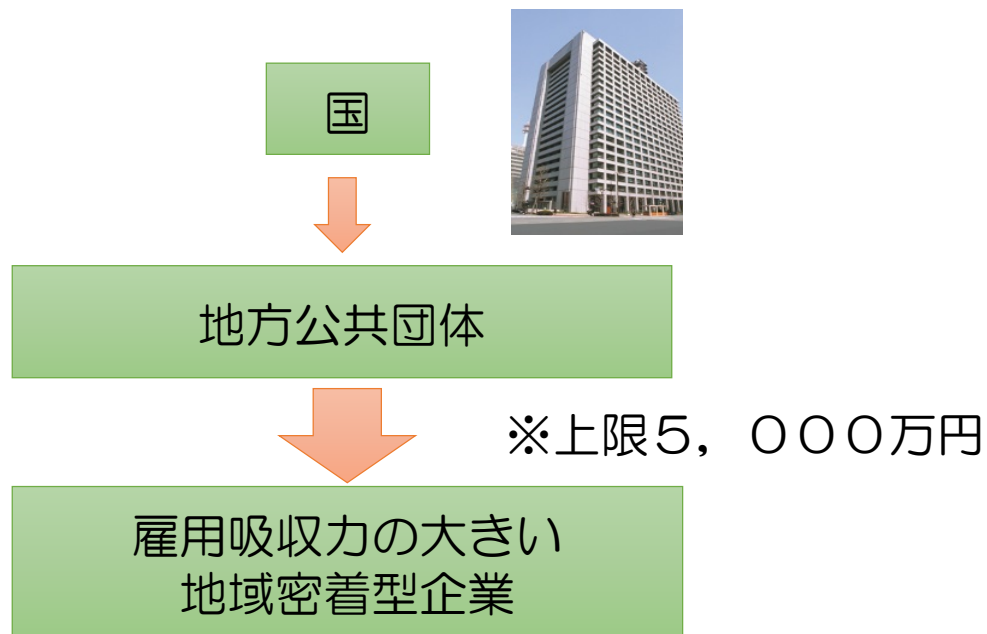 国
地方公共団体
※上限５，０００万円
雇用吸収力の大きい
地域密着型企業